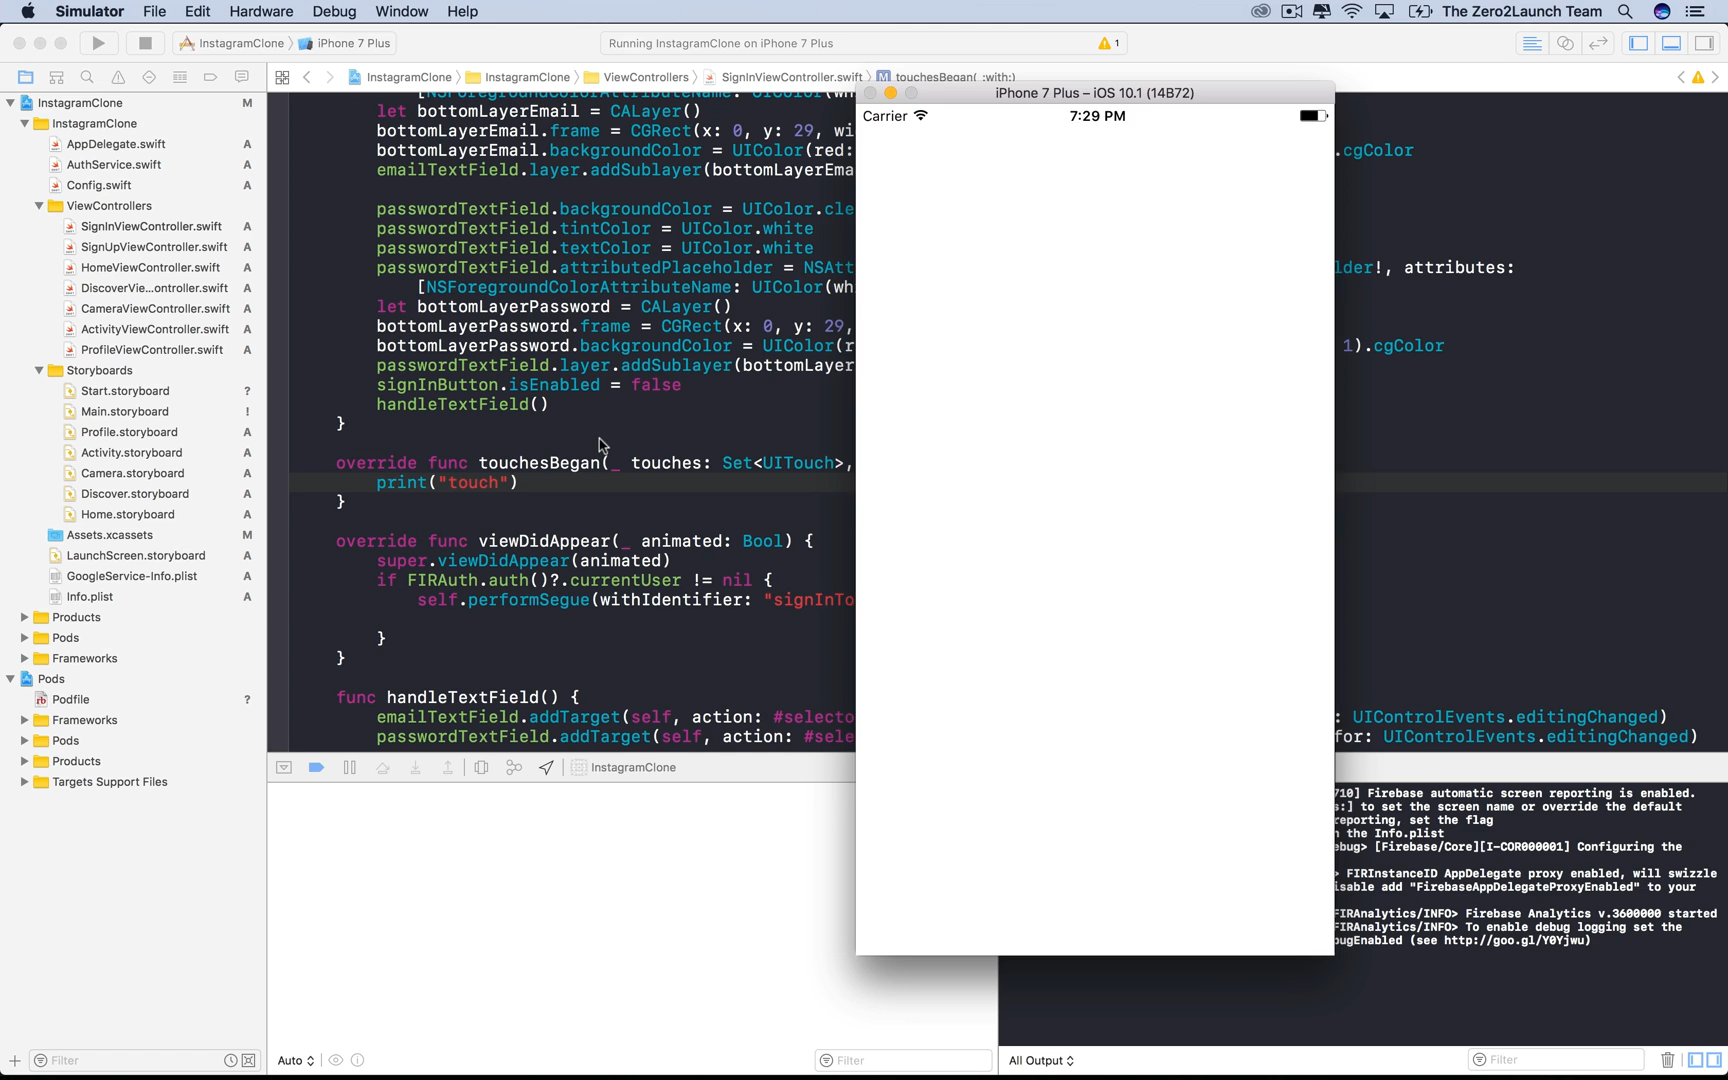 Simulator File Edit Hardware Debug Window Help The Zero2Launch Team
InstagramClone iPhone 7 Plus Running InstagramClone on iPhone 7 Plus 1
InstagramClone InstagramClone ViewControllers SignInViewController.swift M touchesBegan(_:with:)
InstagramClone M
InstagramClone
AppDelegate.swift A
AuthService.swift A
Config.swift A
ViewControllers
SignInViewController.swift A
SignUpViewController.swift A
HomeViewController.swift A
DiscoverVie...ontroller.swift A
CameraViewController.swift A
ActivityViewController.swift A
ProfileViewController.swift A
Storyboards
Start.storyboard ?
Main.storyboard !
Profile.storyboard A
Activity.storyboard A
Camera.storyboard A
Discover.storyboard A
Home.storyboard A
Assets.xcassets M
LaunchScreen.storyboard A
GoogleService-Info.plist A
Info.plist A
Products
Pods
Frameworks
Pods
Podfile ?
Frameworks
Pods
Products
Targets Support Files
Filter
let bottomLayerEmail = CALayer()
bottomLayerEmail.frame = CGRect(x: 0, y: 29, wi
bottomLayerEmail.backgroundColor = UIColor(red: .cgColor
emailTextField.layer.addSublayer(bottomLayerEma
passwordTextField.backgroundColor = UIColor.cle
passwordTextField.tintColor = UIColor.white
passwordTextField.textColor = UIColor.white
passwordTextField.attributedPlaceholder = NSAtt lder!, attributes:
[NSForegroundColorAttributeName: UIColor(wh
let bottomLayerPassword = CALayer()
bottomLayerPassword.frame = CGRect(x: 0, y: 29,
bottomLayerPassword.backgroundColor = UIColor(r 1).cgColor
passwordTextField.layer.addSublayer(bottomLayer
signInButton.isEnabled = false
handleTextField()
}
override func touchesBegan(_ touches: Set<UITouch>,
print("touch")
}
override func viewDidAppear(_ animated: Bool) {
super.viewDidAppear(animated)
if FIRAuth.auth()?.currentUser != nil {
self.performSegue(withIdentifier: "signInTo
}
}
func handleTextField() {
emailTextField.addTarget(self, action: #selecto : UIControlEvents.editingChanged)
passwordTextField.addTarget(self, action: #sele for: UIControlEvents.editingChanged)
InstagramClone
iPhone 7 Plus – iOS 10.1 (14B72)
Carrier 7:29 PM
710] Firebase automatic screen reporting is enabled.
s:] to set the screen name or override the default
reporting, set the flag
n the Info.plist
ebug> [Firebase/Core][I-COR000001] Configuring the
> FIRInstanceID AppDelegate proxy enabled, will swizzle
isable add "FirebaseAppDelegateProxyEnabled" to your
FIRAnalytics/INFO> Firebase Analytics v.3600000 started
FIRAnalytics/INFO> To enable debug logging set the
bugEnabled (see http://goo.gl/Y0Yjwu)
Auto Filter All Output Filter